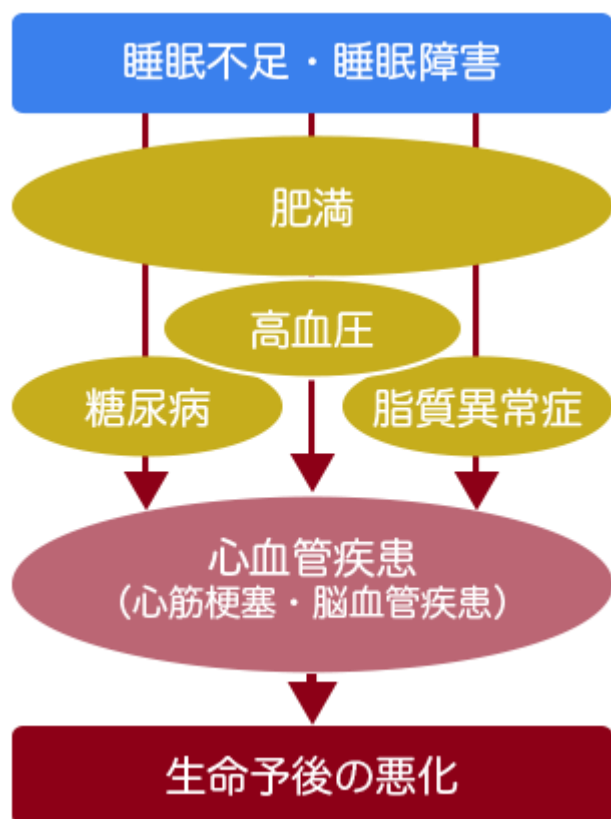 睡眠不足・睡眠障害
肥満
高血圧
糖尿病
脂質異常症
心血管疾患
（心筋梗塞・脳血管疾患）
生命予後の悪化